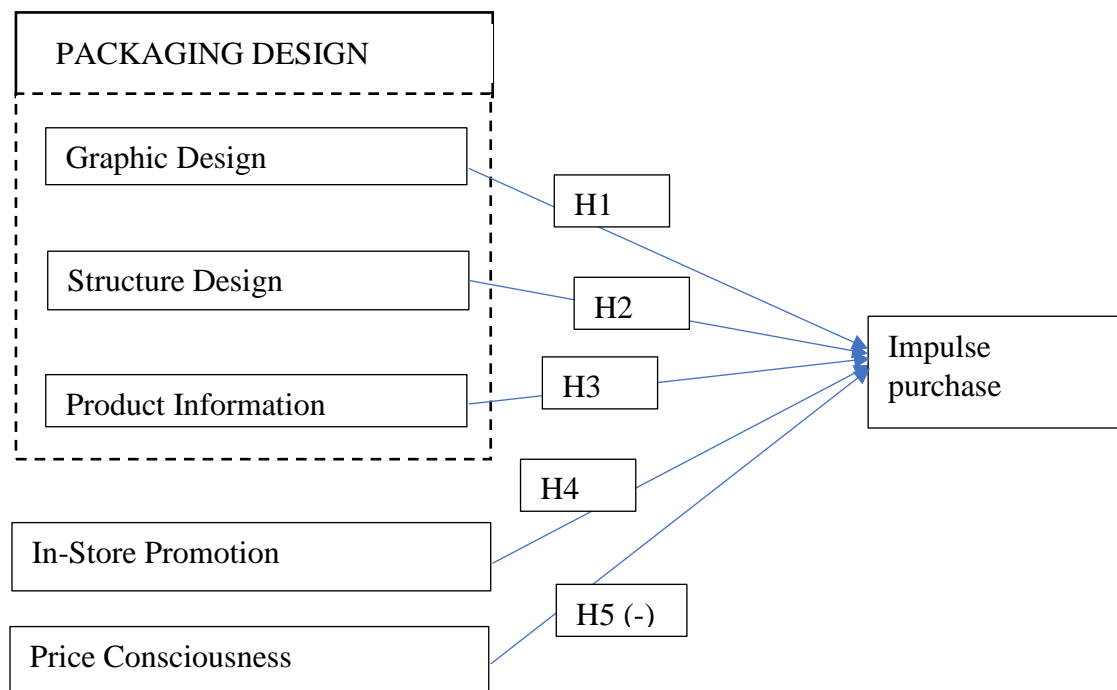 PACKAGING DESIGN
Graphic Design
H1
Structure Design
H2
Impulse
purchase
Product Information
H3
H4
In-Store Promotion
H5 (-)
Price Consciousness